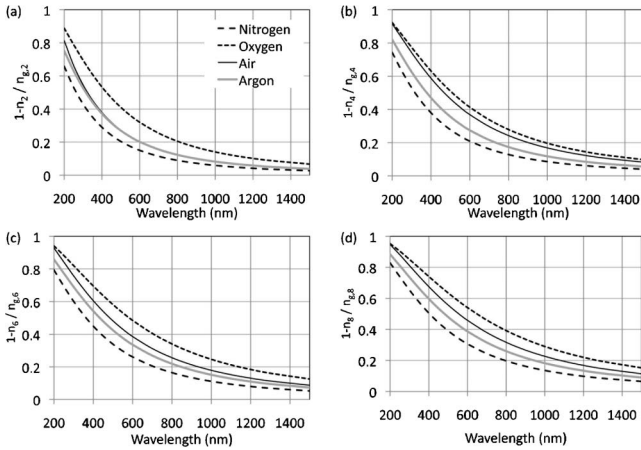 (a)
1
0.8
0.6
0.4
0.2
0
1-n2 / ng,2
Nitrogen
Oxygen
Air
Argon
200 400 600 800 1000 1200 1400
Wavelength (nm)
(b)
1
0.8
0.6
0.4
0.2
0
1-n4 / ng,4
200 400 600 800 1000 1200 1400
Wavelength (nm)
(c)
1
0.8
0.6
0.4
0.2
0
1-n6 / ng,6
200 400 600 800 1000 1200 1400
Wavelength (nm)
(d)
1
0.8
0.6
0.4
0.2
0
1-n8 / ng,8
200 400 600 800 1000 1200 1400
Wavelength (nm)